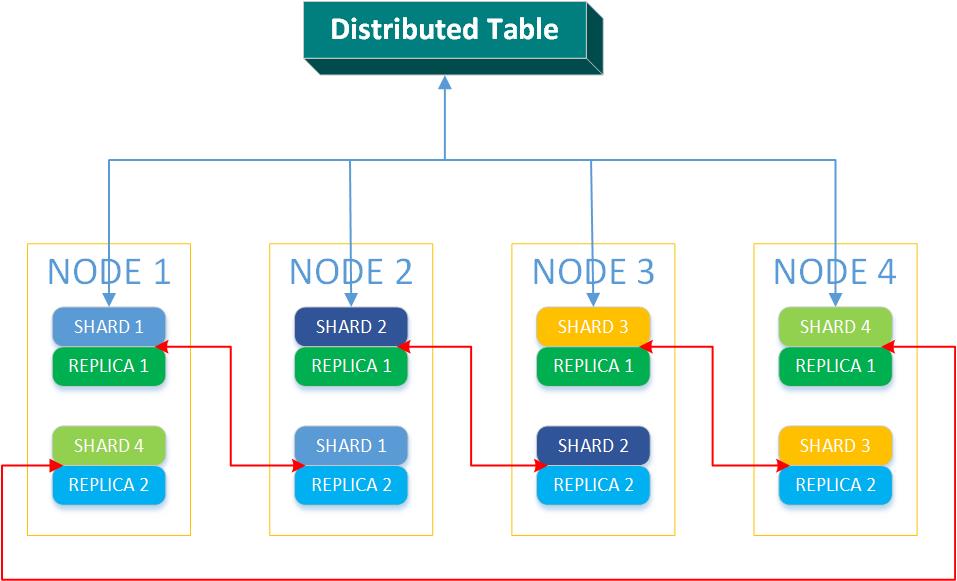 Distributed Table
NODE 1
NODE 2
NODE 3
NODE 4
SHARD 1
SHARD 2
SHARD 3
SHARD 4
REPLICA 1
REPLICA 1
REPLICA 1
REPLICA 1
SHARD 4
SHARD 1
SHARD 2
SHARD 3
REPLICA 2
REPLICA 2
REPLICA 2
REPLICA 2